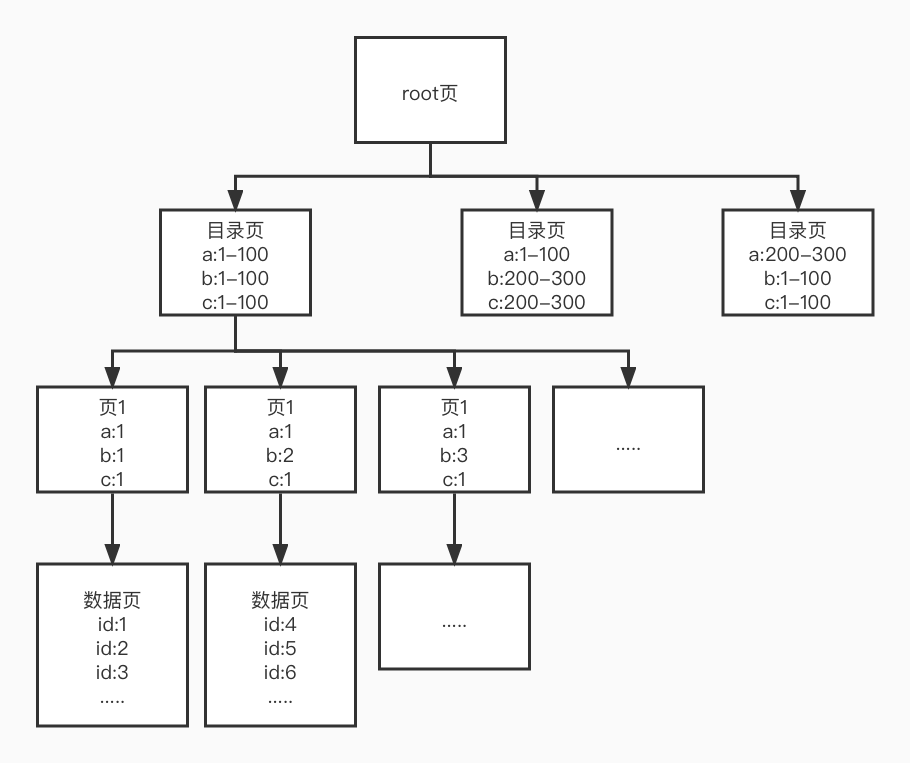 root页
目录页
a:1-100
b:1-100
c:1-100
目录页
a:1-100
b:200-300
c:200-300
目录页
a:200-300
b:1-100
c:1-100
页1
a:1
b:1
c:1
页1
a:1
b:2
c:1
页1
a:1
b:3
c:1
.....
数据页
id:1
id:2
id:3
.....
数据页
id:4
id:5
id:6
.....
.....